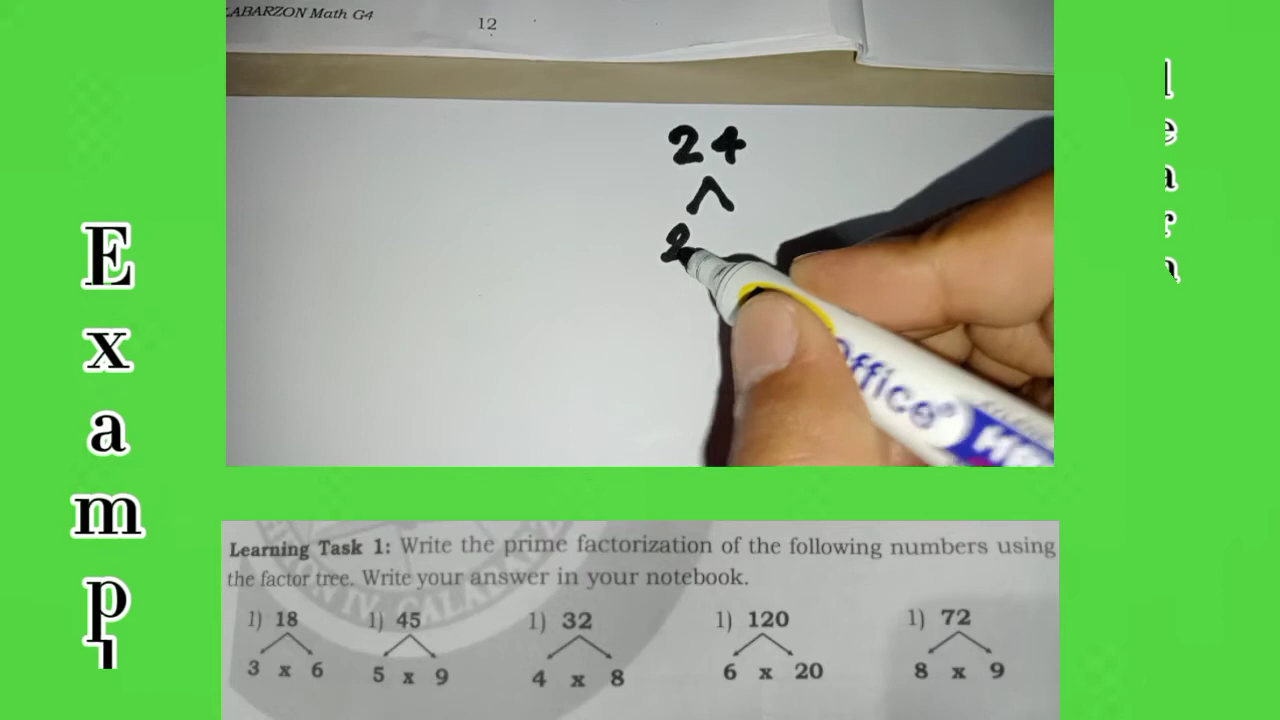 LABARZON Math G4
12
24
2
Office®
E
x
a
m
p
l
l
e
a
r
n
Learning Task 1: Write the prime factorization of the following numbers using
the factor tree. Write your answer in your notebook.
1) 18 1) 45 1) 32 1) 120 1) 72
3 x 6 5 x 9 4 x 8 6 x 20 8 x 9